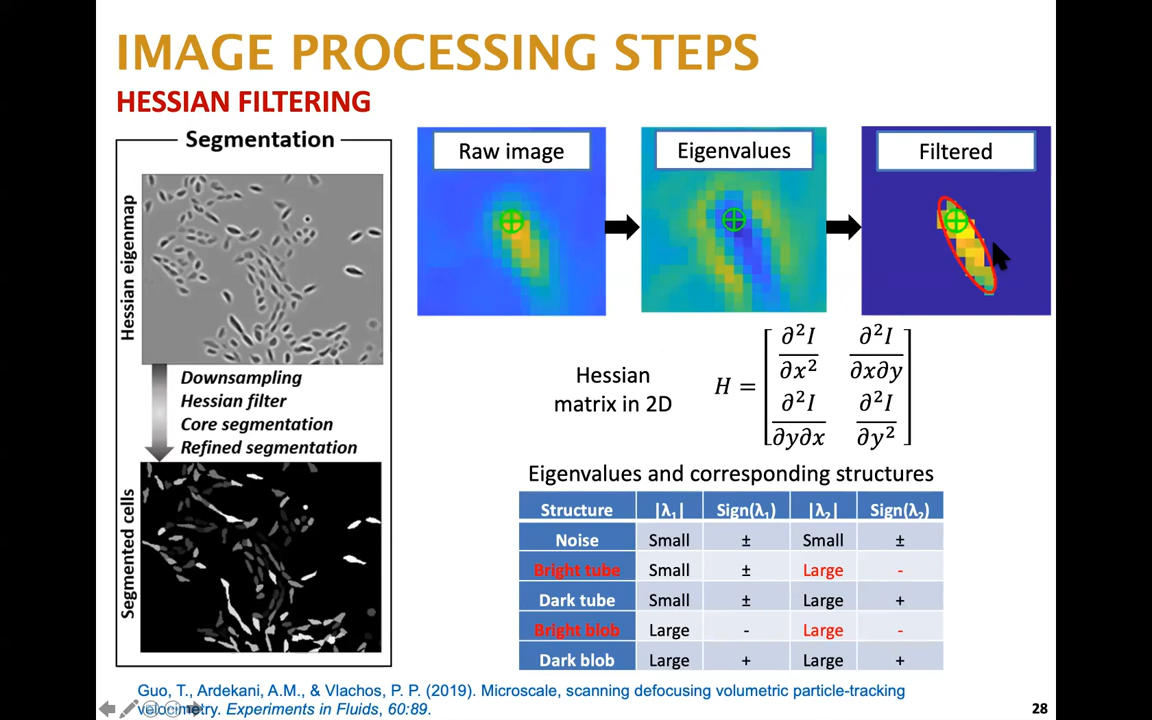 IMAGE PROCESSING STEPS
HESSIAN FILTERING
Segmentation
Hessian eigenmap
Downsampling
Hessian filter
Core segmentation
Refined segmentation
Segmented cells
Raw image
Eigenvalues
Filtered
Hessian
matrix in 2D
H = [ ∂²I/∂x² ∂²I/∂x∂y
∂²I/∂y∂x ∂²I/∂y² ]
Eigenvalues and corresponding structures
Structure |λ₁| Sign(λ₁) |λ₂| Sign(λ₂)
Noise Small ± Small ±
Bright tube Small ± Large -
Dark tube Small ± Large +
Bright blob Large - Large -
Dark blob Large + Large +
Guo, T., Ardekani, A.M., & Vlachos, P. P. (2019). Microscale, scanning defocusing volumetric particle-tracking
velocimetry. Experiments in Fluids, 60:89.
28